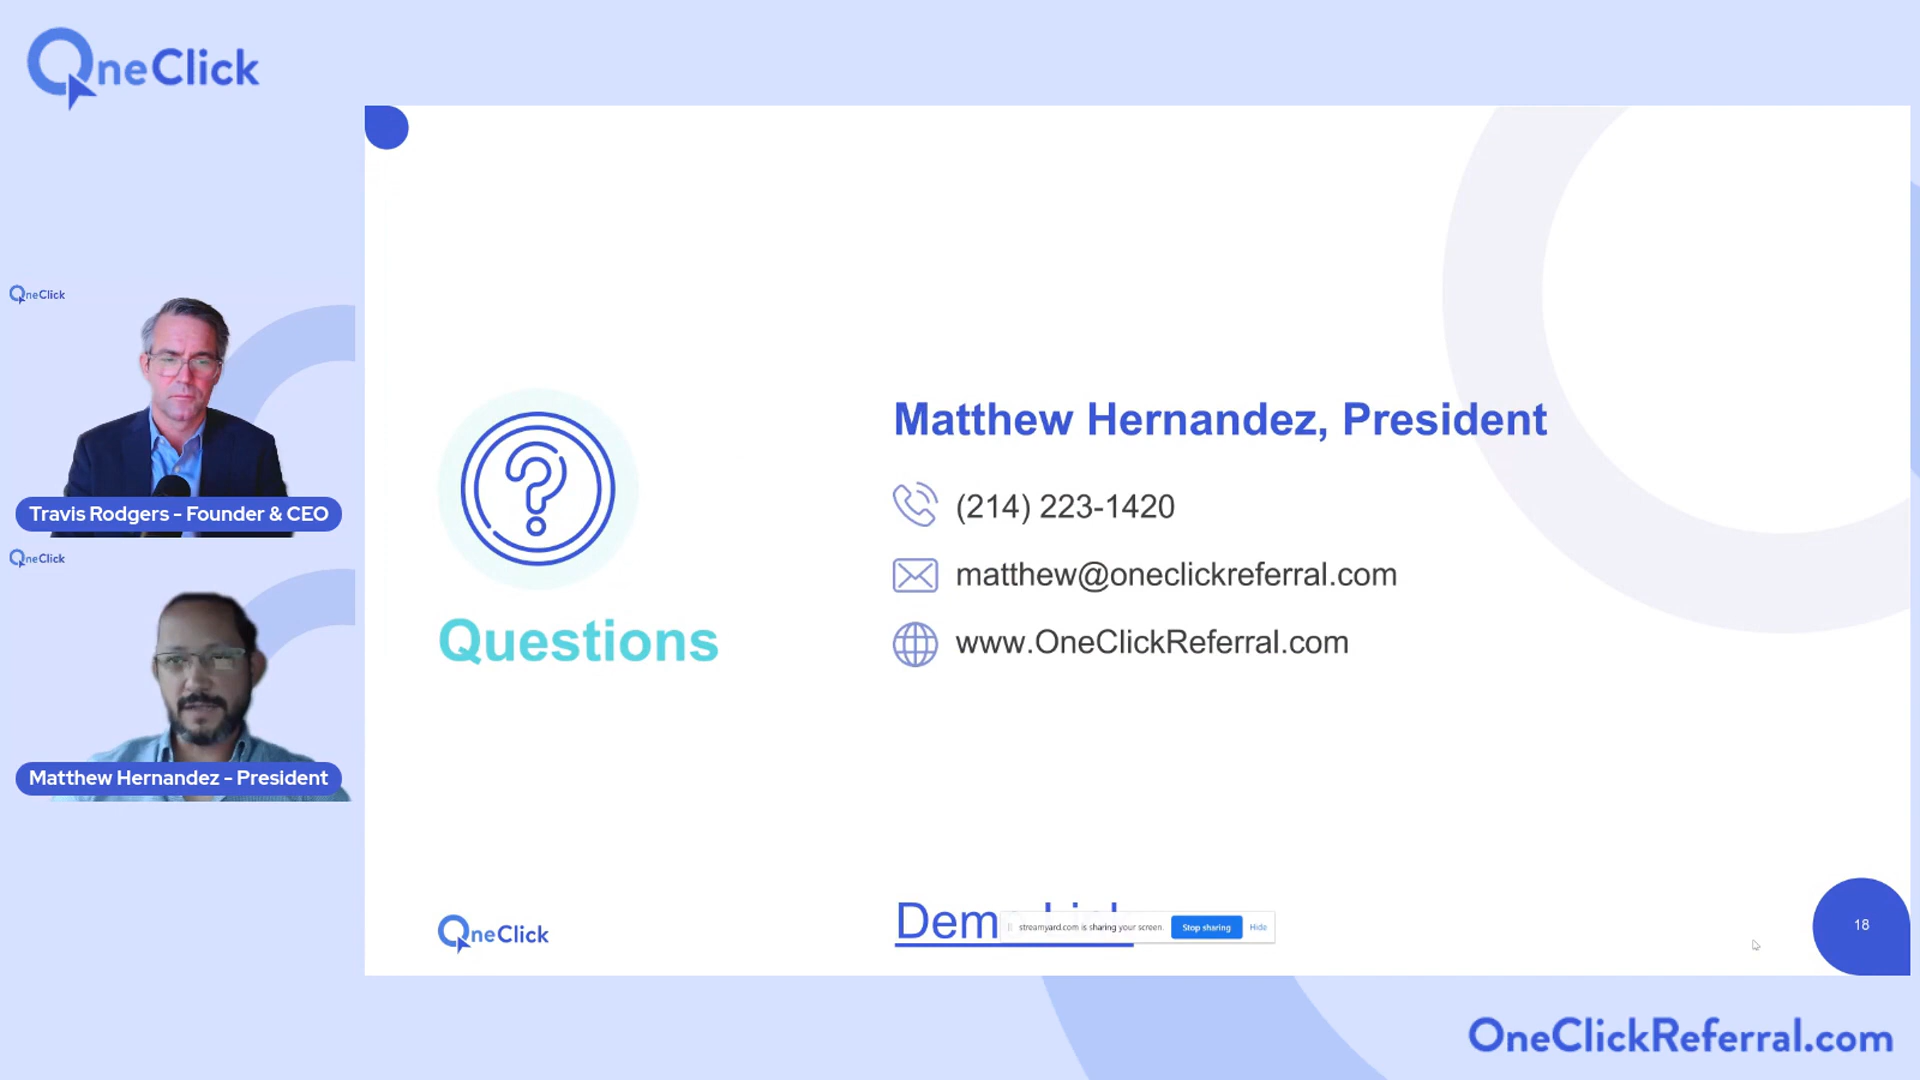 OneClick
OneClick
Travis Rodgers - Founder & CEO
OneClick
Matthew Hernandez - President
Questions
Matthew Hernandez, President
(214) 223-1420
matthew@oneclickreferral.com
www.OneClickReferral.com
OneClick
streamyard.com is sharing your screen. Stop sharing Hide
18
OneClickReferral.com